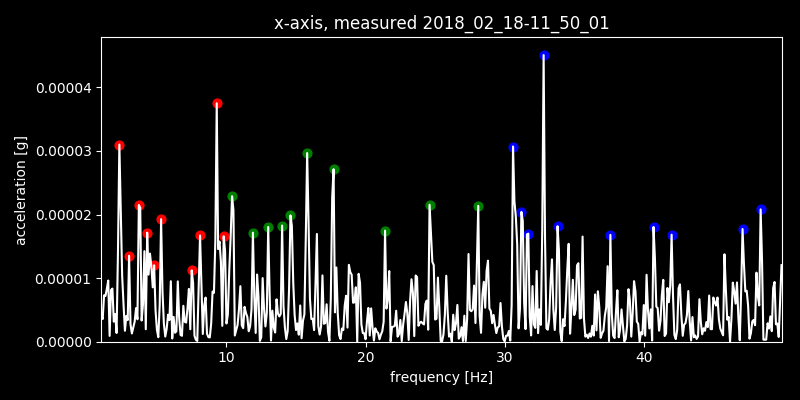 x-axis, measured 2018_02_18-11_50_01
acceleration [g]
0.00004
0.00003
0.00002
0.00001
0.00000
10 20 30 40
frequency [Hz]